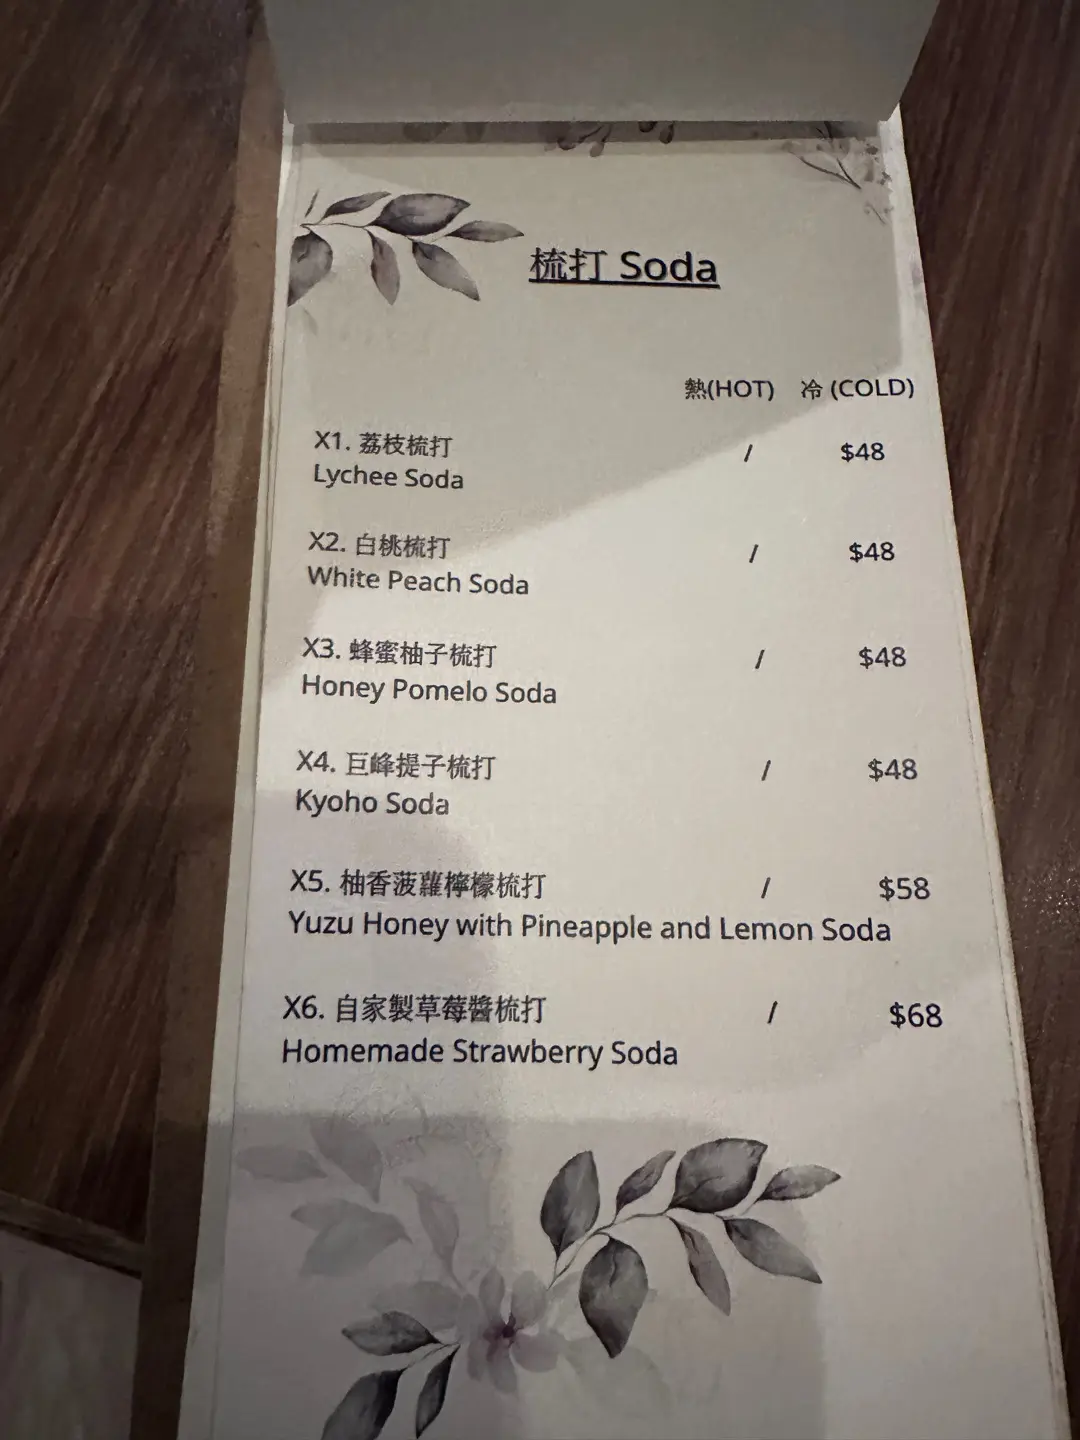 梳打 Soda
熱(HOT) 冷 (COLD)
X1. 荔枝梳打 / $48
Lychee Soda
X2. 白桃梳打 / $48
White Peach Soda
X3. 蜂蜜柚子梳打 / $48
Honey Pomelo Soda
X4. 巨峰提子梳打 / $48
Kyoho Soda
X5. 柚香菠蘿檸檬梳打 / $58
Yuzu Honey with Pineapple and Lemon Soda
X6. 自家製草莓醬梳打 / $68
Homemade Strawberry Soda